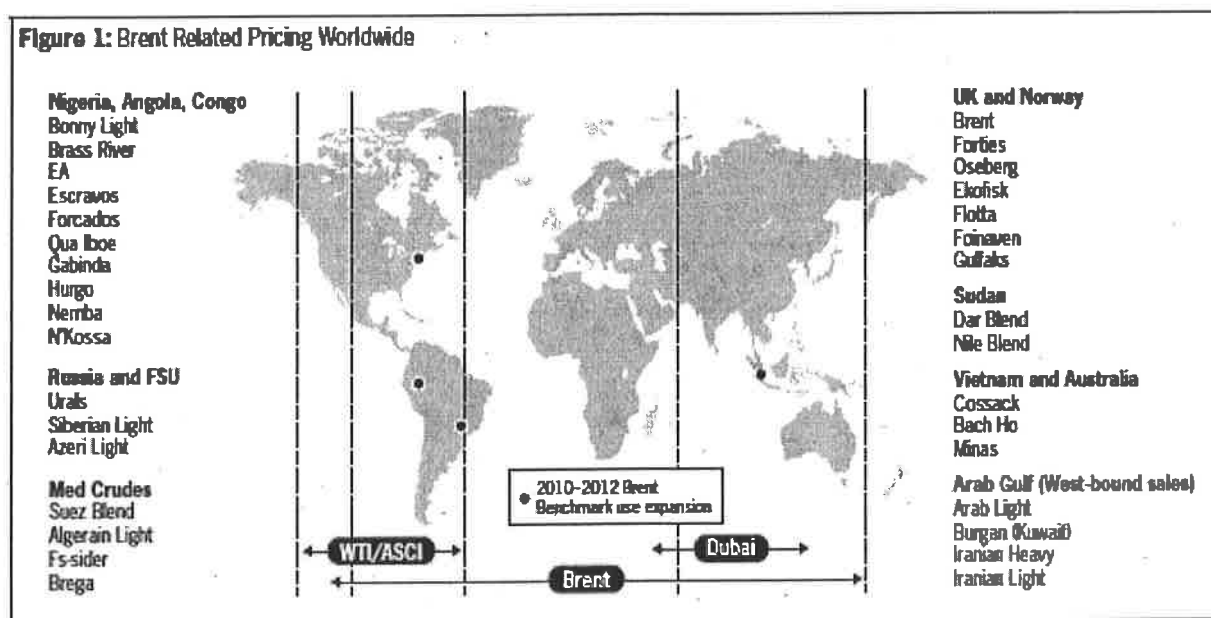 Figure 1: Brent Related Pricing Worldwide
Nigeria, Angola, Congo
Bonny Light
Brass River
EA
Escravos
Forcados
Qua Iboe
Gabinda
Hurgo
Nemba
N'Kossa
Russia and FSU
Urals
Siberian Light
Azeri Light
Med Crudes
Suez Blend
Algerain Light
Fs-sider
Brega
2010-2012 Brent
Benchmark use expansion
WTI/ASCI
Dubai
Brent
UK and Norway
Brent
Forties
Oseberg
Ekofisk
Flotta
Foinaven
Gulfaks
Sudan
Dar Blend
Nile Blend
Vietnam and Australia
Cossack
Bach Ho
Minas
Arab Gulf (West-bound sales)
Arab Light
Burgan (Kuwait)
Iranian Heavy
Iranian Light